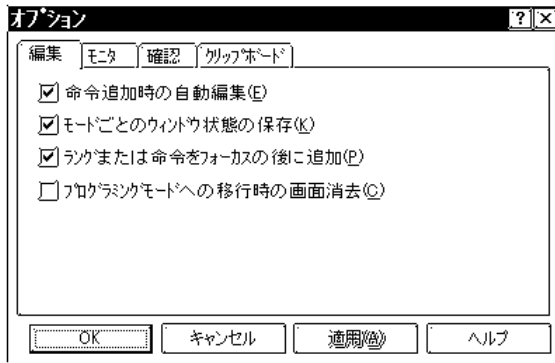 オプション
編集 モニタ 確認 クリップボード
命令追加時の自動編集(E)
モードごとのウィンドウ状態の保存(K)
ラングまたは命令をフォーカスの後に追加(P)
プログラミングモードへの移行時の画面消去(C)
OK キャンセル 適用(A) ヘルプ